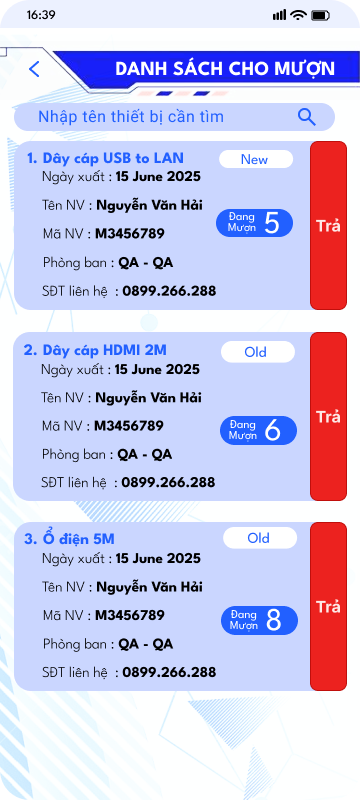 16:39
DANH SÁCH CHO MƯỢN
Nhập tên thiết bị cần tìm
1. Dây cáp USB to LAN
New
Ngày xuất : 15 June 2025
Tên NV : Nguyễn Văn Hải
Mã NV : M3456789
Phòng ban : QA - QA
SĐT liên hệ : 0899.266.288
Đang
Mượn 5
Trả
2. Dây cáp HDMI 2M
Old
Ngày xuất : 15 June 2025
Tên NV : Nguyễn Văn Hải
Mã NV : M3456789
Phòng ban : QA - QA
SĐT liên hệ : 0899.266.288
Đang
Mượn 6
Trả
3. Ổ điện 5M
Old
Ngày xuất : 15 June 2025
Tên NV : Nguyễn Văn Hải
Mã NV : M3456789
Phòng ban : QA - QA
SĐT liên hệ : 0899.266.288
Đang
Mượn 8
Trả